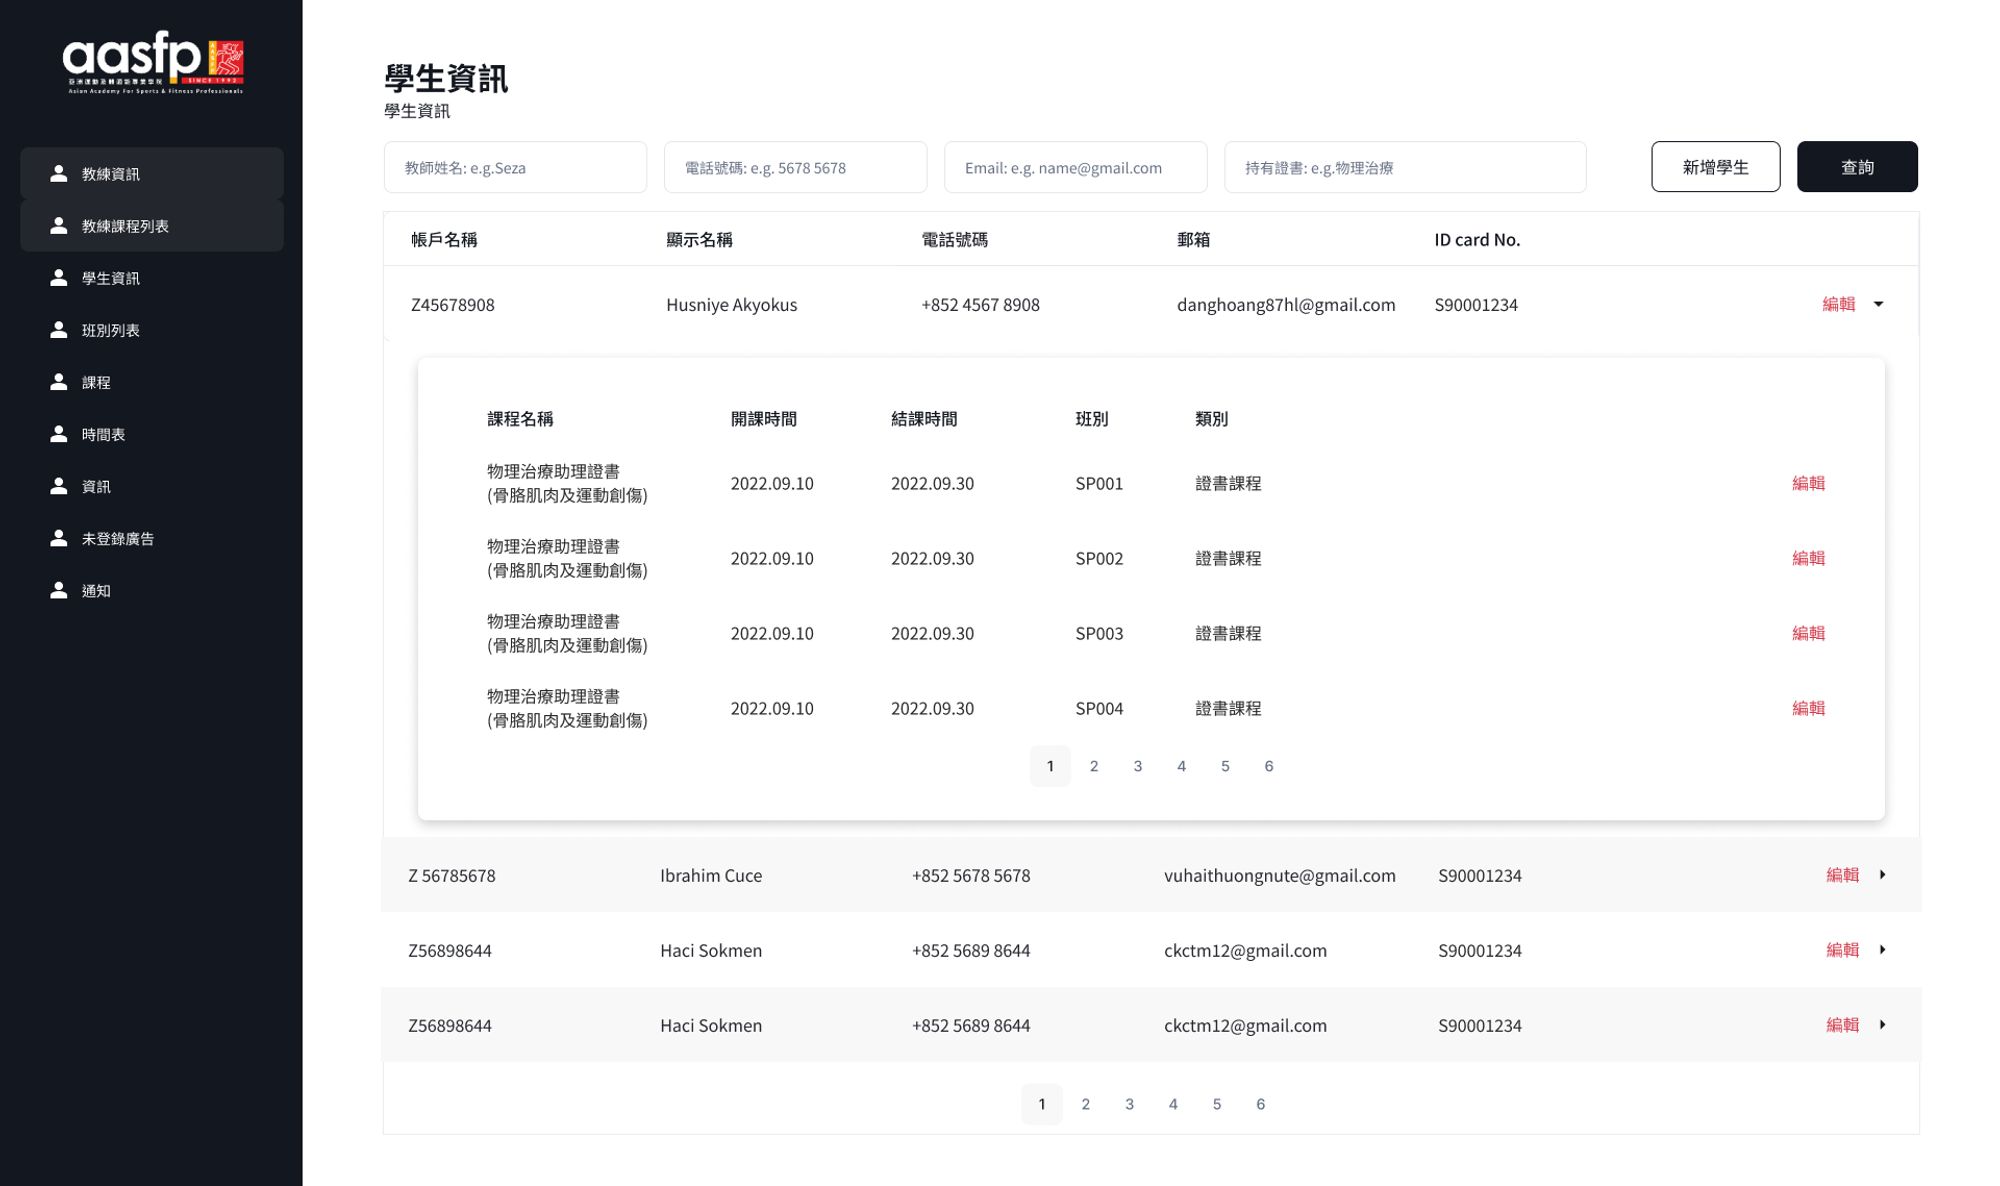 aasfp
亞洲運動及體適能專業學院
SINCE 1992
Asian Academy For Sports & Fitness Professionals
教練資訊
教練課程列表
學生資訊
班別列表
課程
時間表
資訊
未登錄廣告
通知
學生資訊
學生資訊
教師姓名: e.g.Seza
電話號碼: e.g. 5678 5678
Email: e.g. name@gmail.com
持有證書: e.g.物理治療
新增學生
查詢
帳戶名稱 顯示名稱 電話號碼 郵箱 ID card No.
Z45678908 Husniye Akyokus +852 4567 8908 danghoang87hl@gmail.com S90001234 編輯
課程名稱 開課時間 結課時間 班別 類別
物理治療助理證書
(骨胳肌肉及運動創傷) 2022.09.10 2022.09.30 SP001 證書課程 編輯
物理治療助理證書
(骨胳肌肉及運動創傷) 2022.09.10 2022.09.30 SP002 證書課程 編輯
物理治療助理證書
(骨胳肌肉及運動創傷) 2022.09.10 2022.09.30 SP003 證書課程 編輯
物理治療助理證書
(骨胳肌肉及運動創傷) 2022.09.10 2022.09.30 SP004 證書課程 編輯
1 2 3 4 5 6
Z 56785678 Ibrahim Cuce +852 5678 5678 vuhaithuongnute@gmail.com S90001234 編輯
Z56898644 Haci Sokmen +852 5689 8644 ckctm12@gmail.com S90001234 編輯
Z56898644 Haci Sokmen +852 5689 8644 ckctm12@gmail.com S90001234 編輯
1 2 3 4 5 6